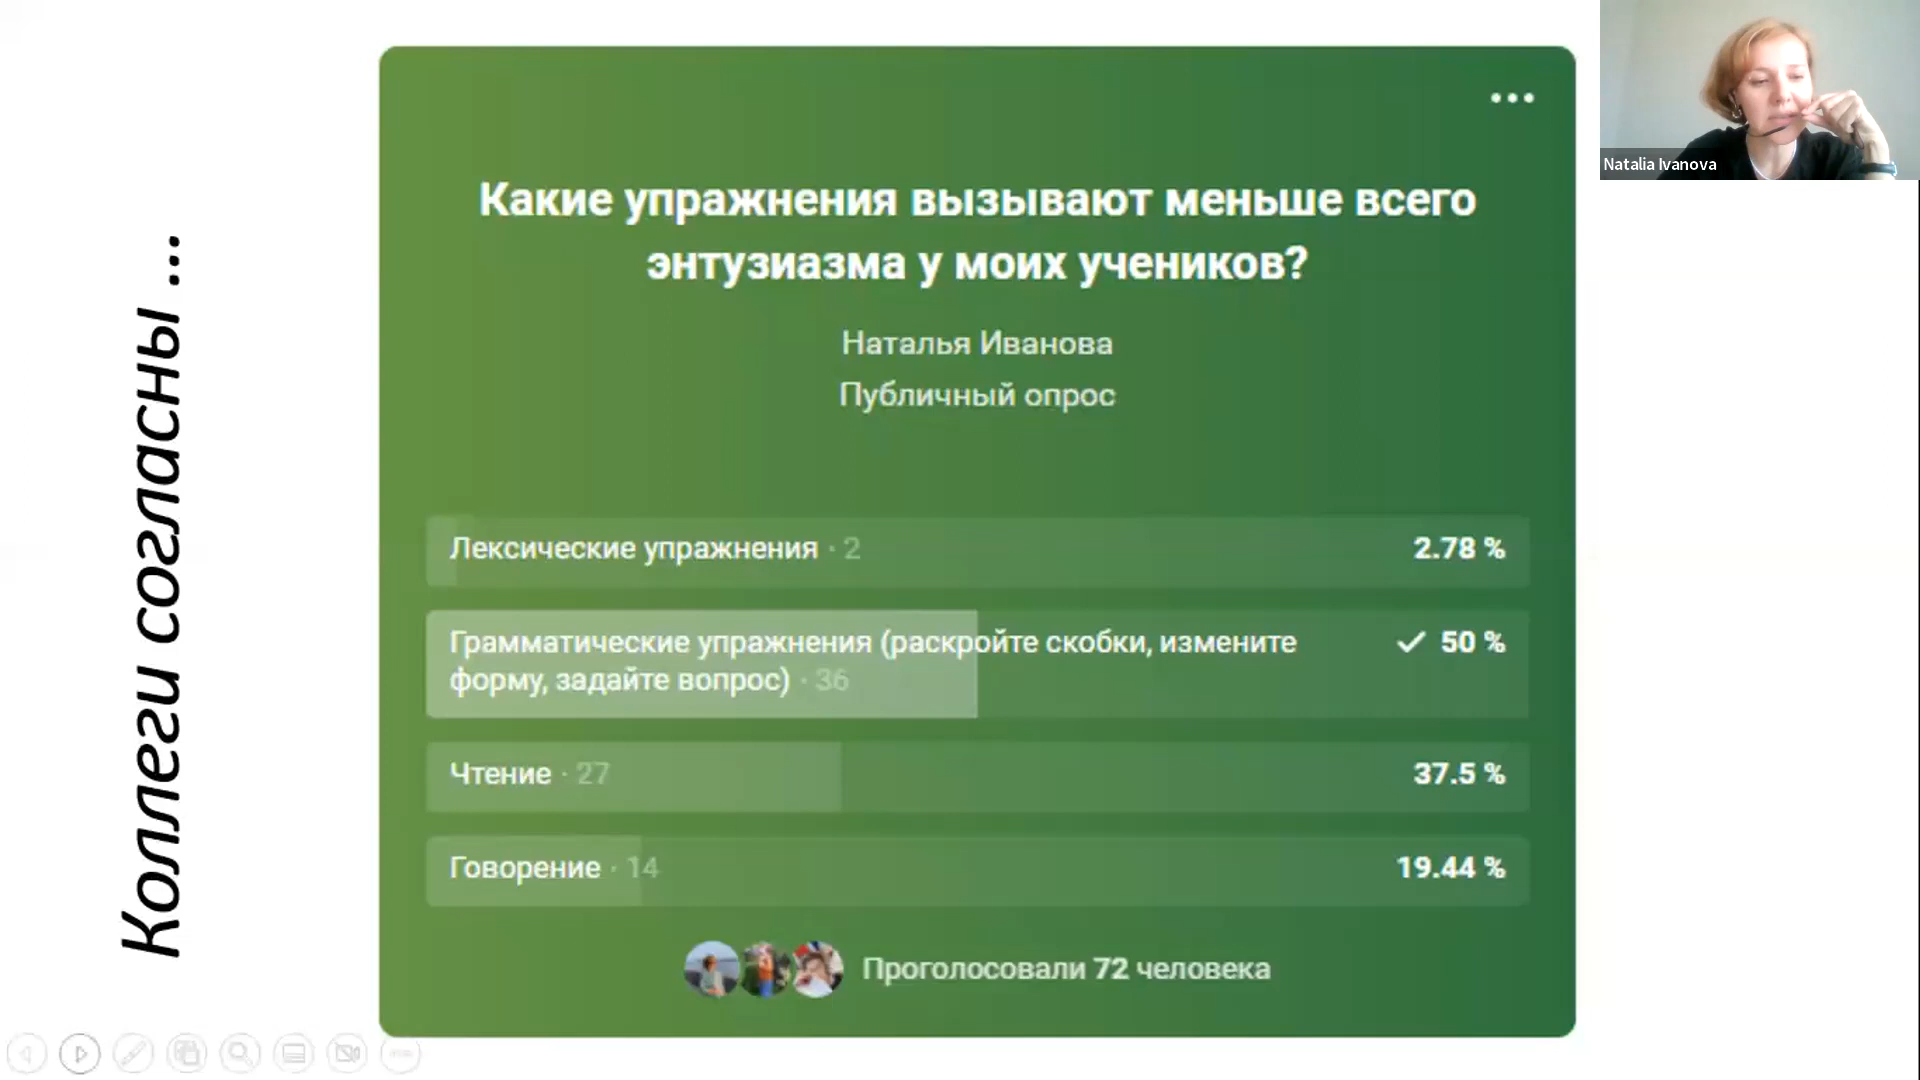 Коллеги согласны ...
Какие упражнения вызывают меньше всего
энтузиазма у моих учеников?
Наталья Иванова
Публичный опрос
Лексические упражнения · 2
2.78 %
Грамматические упражнения (раскройте скобки, измените
форму, задайте вопрос) · 36
50 %
Чтение · 27
37.5 %
Говорение · 14
19.44 %
Проголосовали 72 человека
Natalia Ivanova